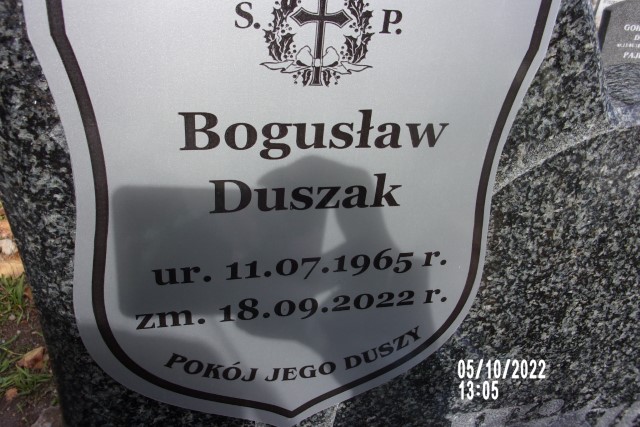 S. P.
Bogusław
Duszak
ur. 11.07.1965 r.
zm. 18.09.2022 r.
POKÓJ JEGO DUSZY
05/10/2022
13:05